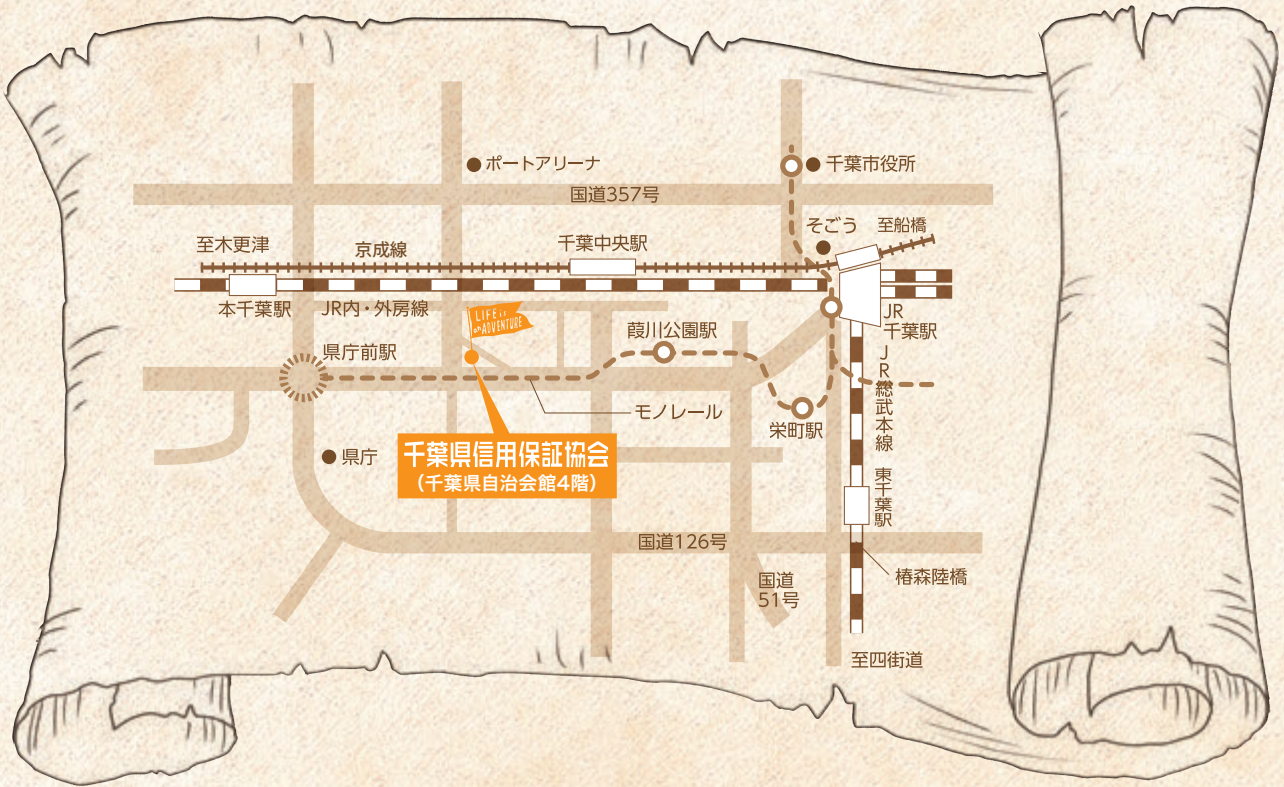 ポートアリーナ
千葉市役所
国道357号
そごう
至船橋
至木更津
京成線
千葉中央駅
本千葉駅
JR内・外房線
JR
千葉駅
LIFE is
an ADVENTURE
葭川公園駅
県庁前駅
JR総武本線
モノレール
栄町駅
千葉県信用保証協会
（千葉県自治会館4階）
県庁
東千葉駅
国道126号
椿森陸橋
国道
51号
至四街道